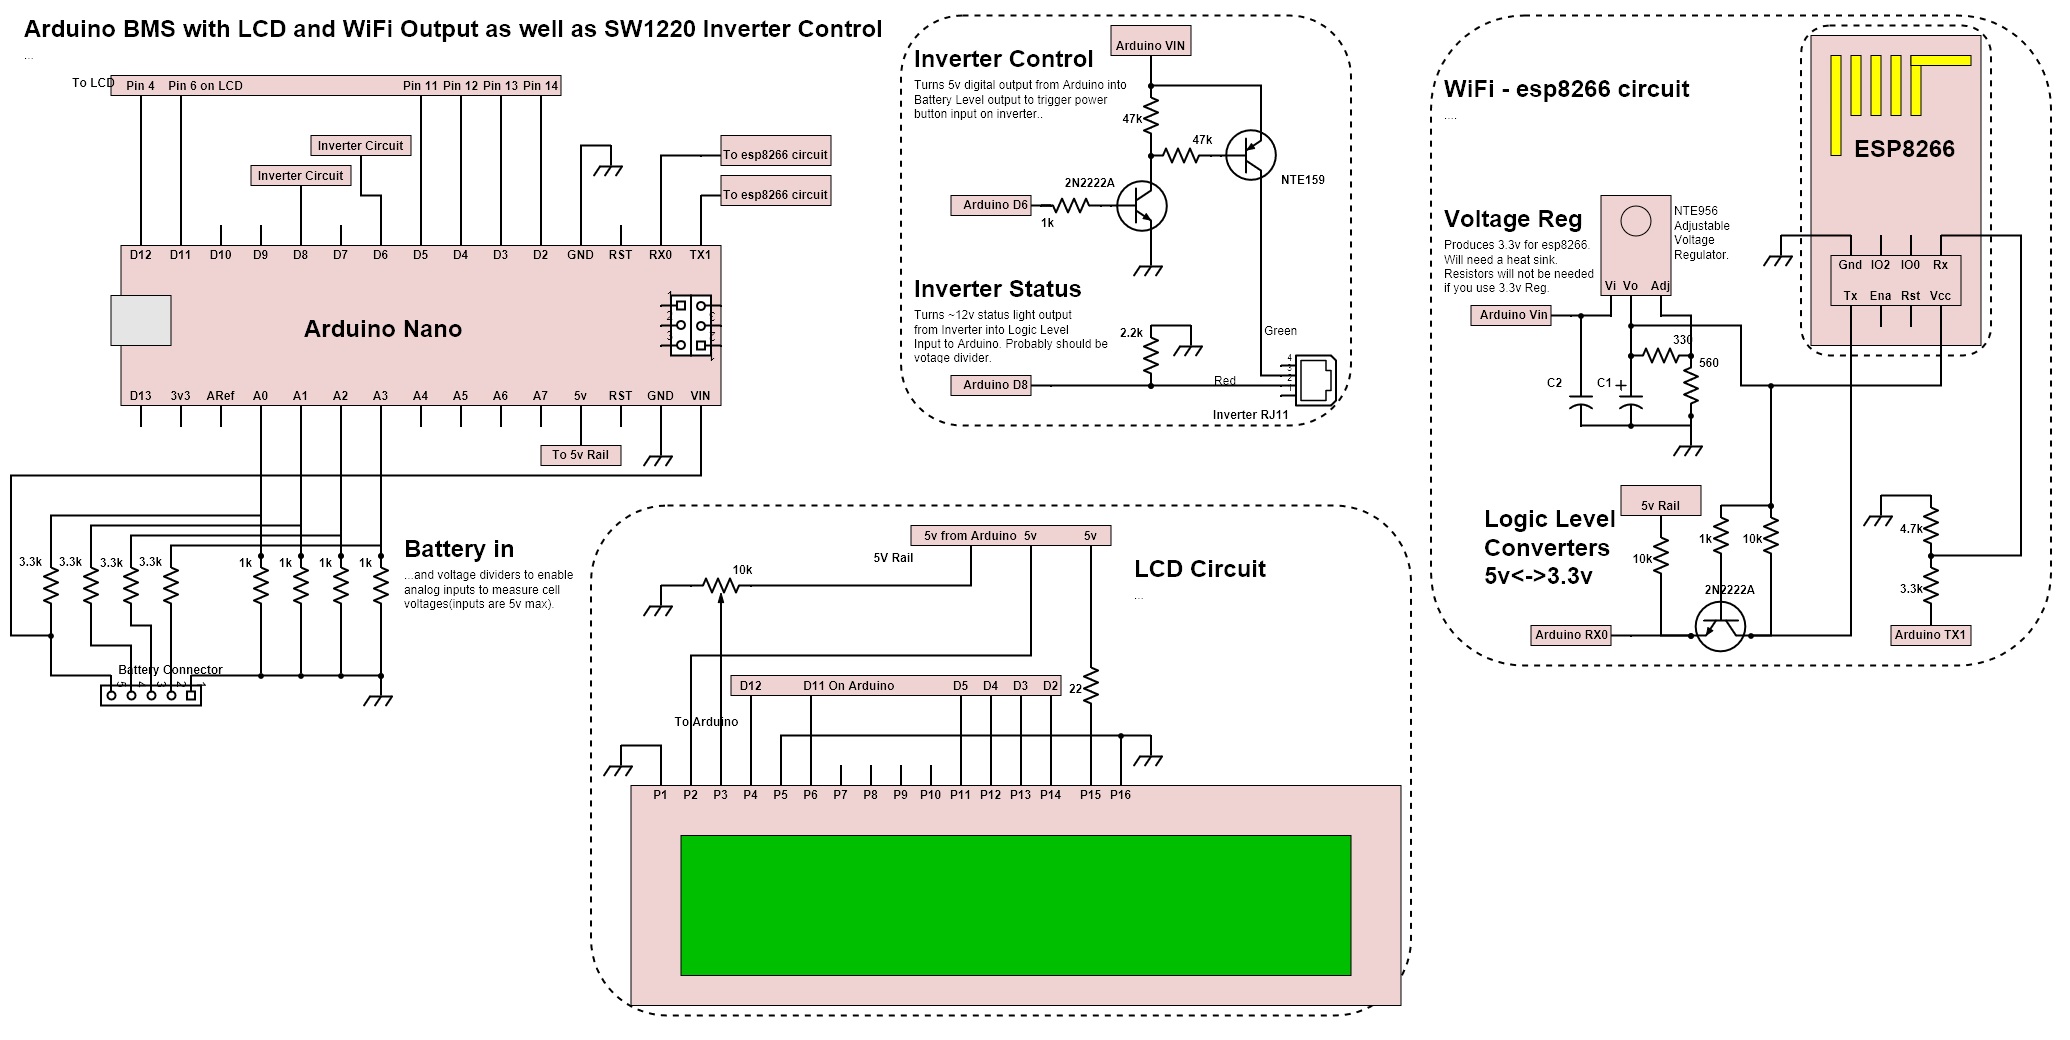 Arduino BMS with LCD and WiFi Output as well as SW1220 Inverter Control
...
To LCD
Pin 4 Pin 6 on LCD Pin 11 Pin 12 Pin 13 Pin 14
Inverter Circuit
Inverter Circuit
To esp8266 circuit
To esp8266 circuit
D12 D11 D10 D9 D8 D7 D6 D5 D4 D3 D2 GND RST RX0 TX1
Arduino Nano
D13 3v3 ARef A0 A1 A2 A3 A4 A5 A6 A7 5v RST GND VIN
To 5v Rail
Battery in
...and voltage dividers to enable
analog inputs to measure cell
voltages(inputs are 5v max).
3.3k 3.3k 3.3k 3.3k 1k 1k 1k 1k
Battery Connector
Inverter Control
Turns 5v digital output from Arduino into
Battery Level output to trigger power
button input on inverter..
Arduino VIN
47k
47k
NTE159
2N2222A
Arduino D6
1k
Inverter Status
Turns ~12v status light output
from Inverter into Logic Level
Input to Arduino. Probably should be
votage divider.
2.2k
Arduino D8
Green
Red
4
3
2
1
Inverter RJ11
5v from Arduino 5v 5v
5V Rail
10k
LCD Circuit
...
D12 D11 On Arduino D5 D4 D3 D2
22
To Arduino
P1 P2 P3 P4 P5 P6 P7 P8 P9 P10 P11 P12 P13 P14 P15 P16
WiFi - esp8266 circuit
....
ESP8266
Gnd IO2 IO0 Rx
Tx Ena Rst Vcc
Voltage Reg
Produces 3.3v for esp8266.
Will need a heat sink.
Resistors will not be needed
if you use 3.3v Reg.
NTE956
Adjustable
Voltage
Regulator.
Vi Vo Adj
Arduino Vin
330
560
C2 C1
+
Logic Level
Converters
5v<->3.3v
5v Rail
10k
1k
10k
2N2222A
Arduino RX0
4.7k
3.3k
Arduino TX1